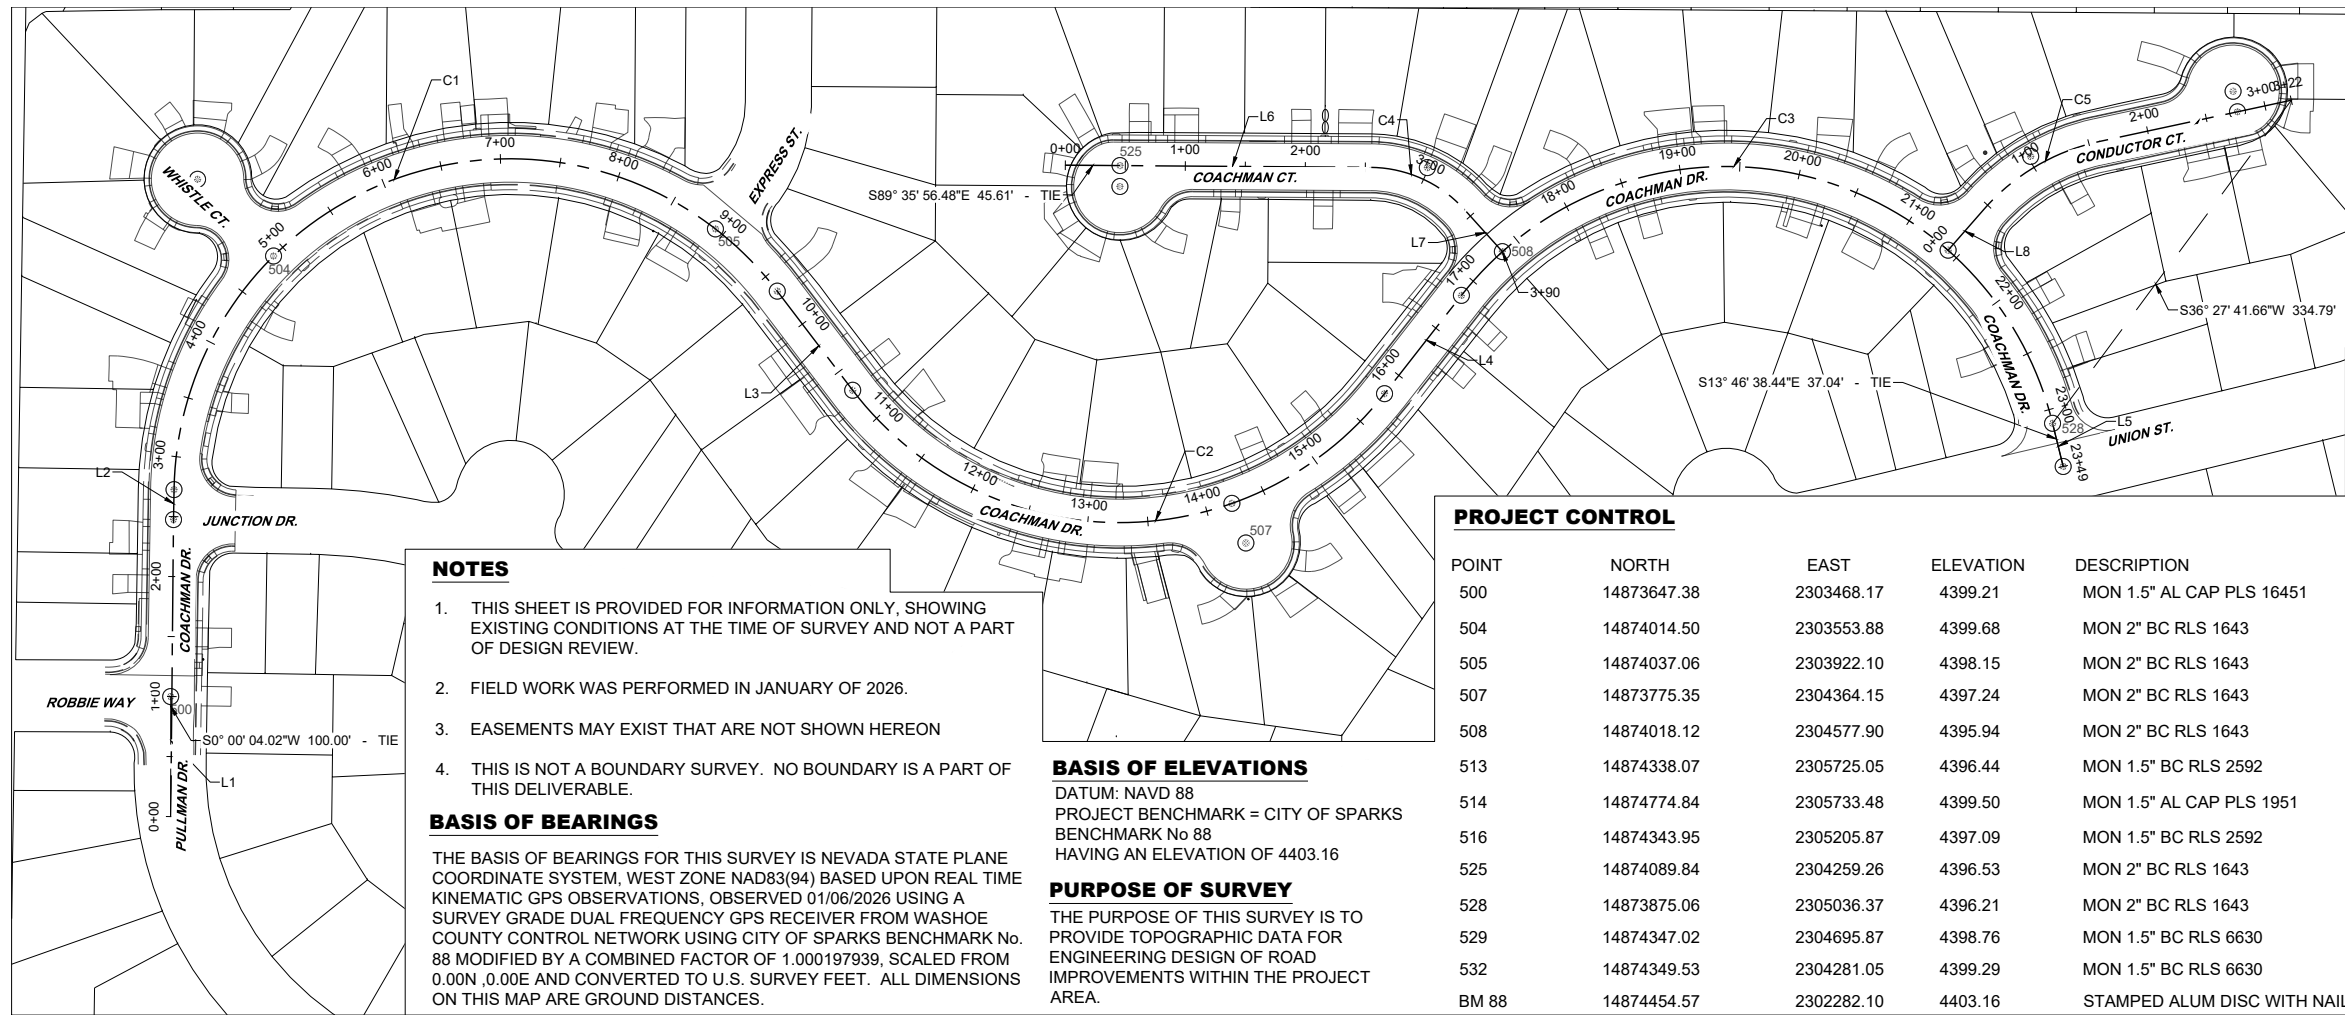 C1
WHISTLE CT.
5+00
504
4+00
6+00
7+00
8+00
EXPRESS ST.
9+00
505
10+00
L3
11+00
12+00
COACHMAN DR.
13+00
14+00
C2
507
15+00
16+00
L4
17+00
L2
3+00
JUNCTION DR.
2+00
COACHMAN DR.
1+00
ROBBIE WAY
S0° 00' 04.02"W 100.00' - TIE
L1
0+00
PULLMAN DR.
0+00
525
1+00
L6
2+00
C4
3+00
COACHMAN CT.
S89° 35' 56.48"E 45.61' - TIE
L7
508
3+90
18+00
19+00
C3
20+00
COACHMAN DR.
21+00
0+00
22+00
L8
1+00
C5
2+00
CONDUCTOR CT.
3+00
3+22
S36° 27' 41.66"W 334.79'
COACHMAN DR.
S13° 46' 38.44"E 37.04' - TIE
23+00
528
L5
UNION ST.
23+49
NOTES
1. THIS SHEET IS PROVIDED FOR INFORMATION ONLY, SHOWING
EXISTING CONDITIONS AT THE TIME OF SURVEY AND NOT A PART
OF DESIGN REVIEW.
2. FIELD WORK WAS PERFORMED IN JANUARY OF 2026.
3. EASEMENTS MAY EXIST THAT ARE NOT SHOWN HEREON
4. THIS IS NOT A BOUNDARY SURVEY. NO BOUNDARY IS A PART OF
THIS DELIVERABLE.
BASIS OF BEARINGS
THE BASIS OF BEARINGS FOR THIS SURVEY IS NEVADA STATE PLANE
COORDINATE SYSTEM, WEST ZONE NAD83(94) BASED UPON REAL TIME
KINEMATIC GPS OBSERVATIONS, OBSERVED 01/06/2026 USING A
SURVEY GRADE DUAL FREQUENCY GPS RECEIVER FROM WASHOE
COUNTY CONTROL NETWORK USING CITY OF SPARKS BENCHMARK No.
88 MODIFIED BY A COMBINED FACTOR OF 1.000197939, SCALED FROM
0.00N ,0.00E AND CONVERTED TO U.S. SURVEY FEET. ALL DIMENSIONS
ON THIS MAP ARE GROUND DISTANCES.
BASIS OF ELEVATIONS
DATUM: NAVD 88
PROJECT BENCHMARK = CITY OF SPARKS
BENCHMARK No 88
HAVING AN ELEVATION OF 4403.16
PURPOSE OF SURVEY
THE PURPOSE OF THIS SURVEY IS TO
PROVIDE TOPOGRAPHIC DATA FOR
ENGINEERING DESIGN OF ROAD
IMPROVEMENTS WITHIN THE PROJECT
AREA.
PROJECT CONTROL
POINT NORTH EAST ELEVATION DESCRIPTION
500 14873647.38 2303468.17 4399.21 MON 1.5" AL CAP PLS 16451
504 14874014.50 2303553.88 4399.68 MON 2" BC RLS 1643
505 14874037.06 2303922.10 4398.15 MON 2" BC RLS 1643
507 14873775.35 2304364.15 4397.24 MON 2" BC RLS 1643
508 14874018.12 2304577.90 4395.94 MON 2" BC RLS 1643
513 14874338.07 2305725.05 4396.44 MON 1.5" BC RLS 2592
514 14874774.84 2305733.48 4399.50 MON 1.5" AL CAP PLS 1951
516 14874343.95 2305205.87 4397.09 MON 1.5" BC RLS 2592
525 14874089.84 2304259.26 4396.53 MON 2" BC RLS 1643
528 14873875.06 2305036.37 4396.21 MON 2" BC RLS 1643
529 14874347.02 2304695.87 4398.76 MON 1.5" BC RLS 6630
532 14874349.53 2304281.05 4399.29 MON 1.5" BC RLS 6630
BM 88 14874454.57 2302282.10 4403.16 STAMPED ALUM DISC WITH NAIL